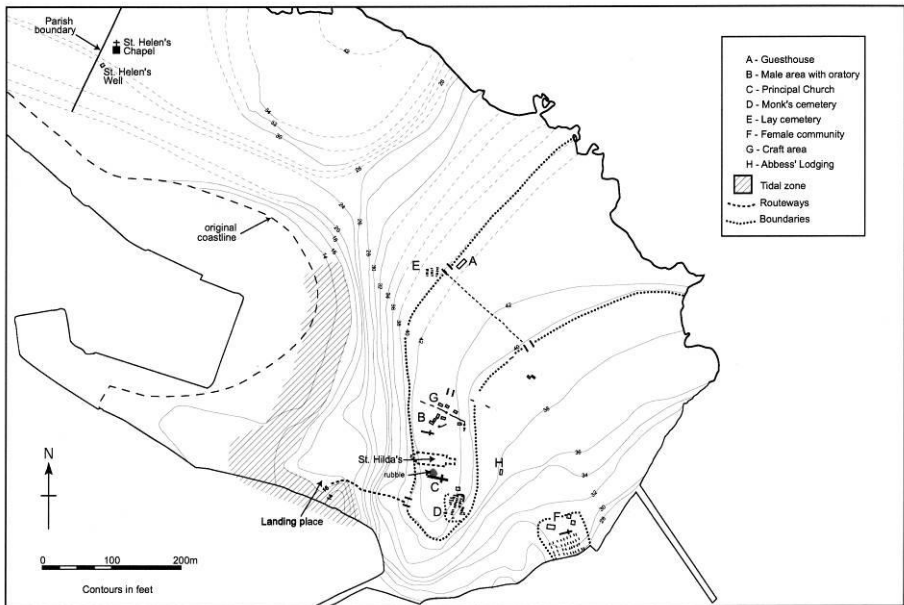 Parish
boundary
St. Helen's
Chapel
St. Helen's
Well
original
coastline
A - Guesthouse
B - Male area with oratory
C - Principal Church
D - Monk's cemetery
E - Lay cemetery
F - Female community
G - Craft area
H - Abbess' Lodging
Tidal zone
Routeways
Boundaries
E
A
G
B
St. Hilda's
rubble
C
D
H
F
N
Landing place
0 100 200m
Contours in feet